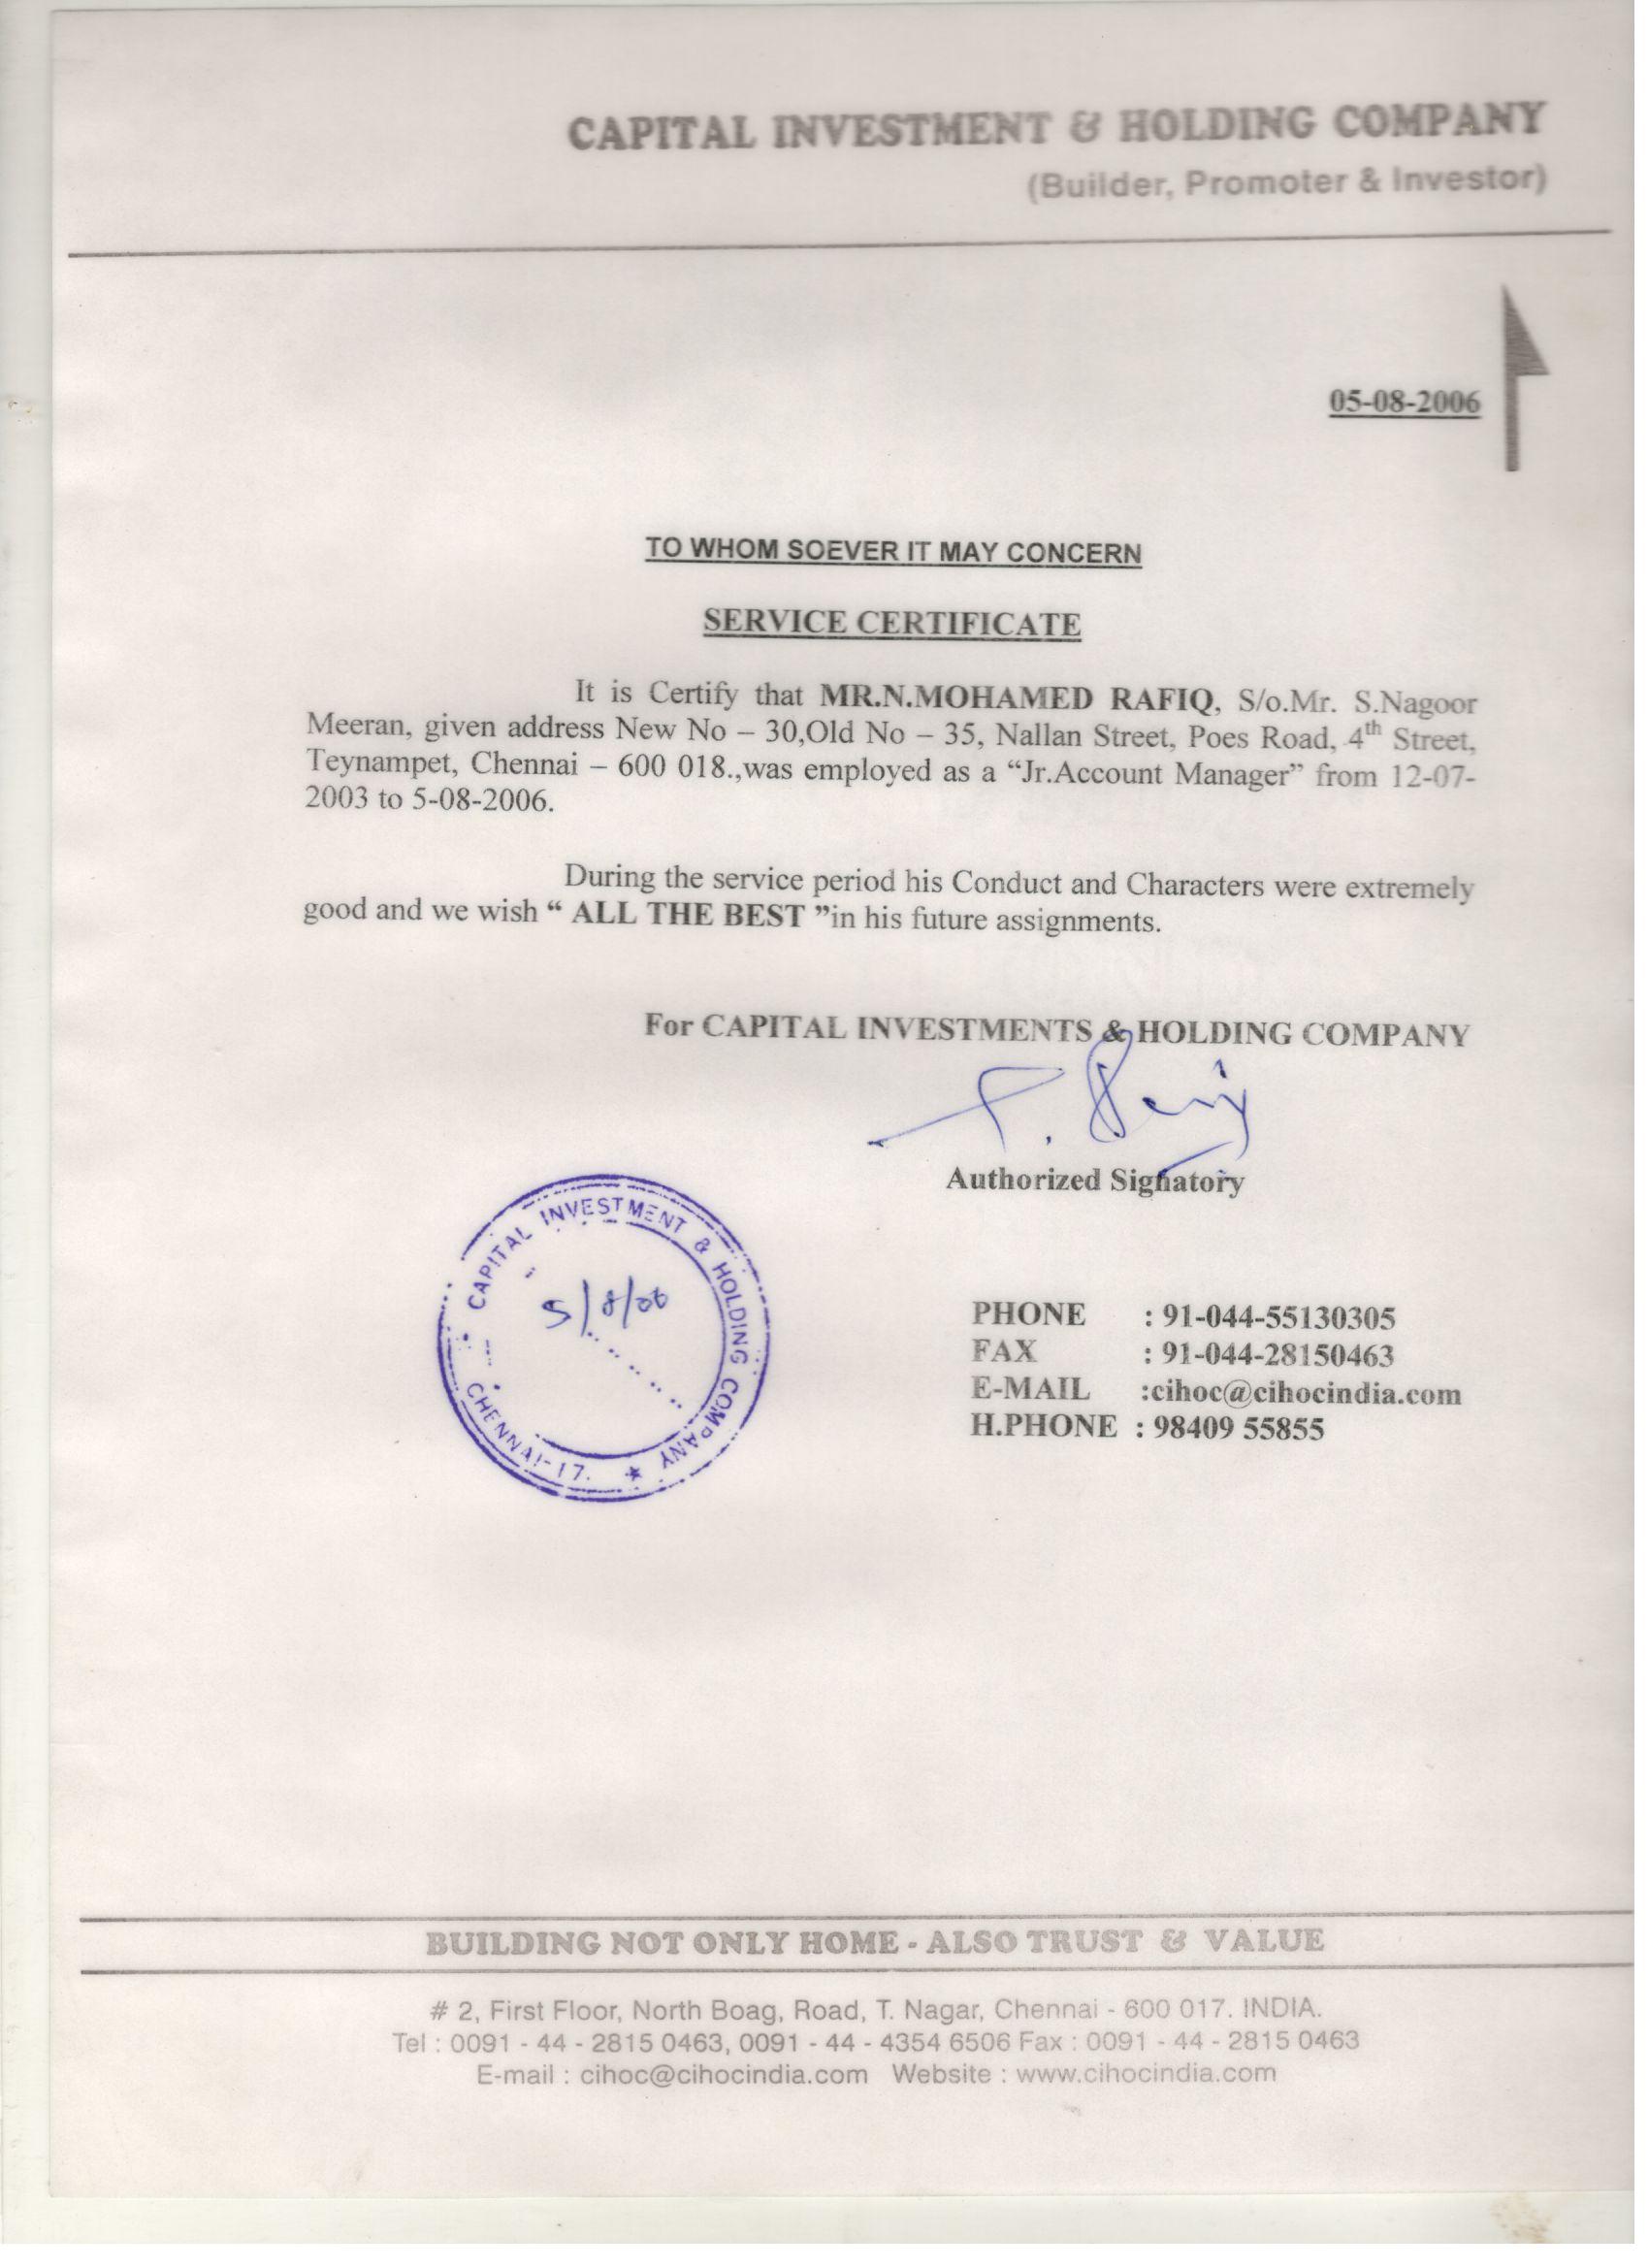 CAPITAL INVESTMENT & HOLDING COMPANY
(Builder, Promoter & Investor)
05-08-2006
TO WHOM SOEVER IT MAY CONCERN
SERVICE CERTIFICATE
It is Certify that MR.N.MOHAMED RAFIQ, S/o.Mr. S.Nagoor
Meeran, given address New No – 30,Old No – 35, Nallan Street, Poes Road, 4th Street,
Teynampet, Chennai – 600 018.,was employed as a “Jr.Account Manager” from 12-07-
2003 to 5-08-2006.
During the service period his Conduct and Characters were extremely
good and we wish “ ALL THE BEST ”in his future assignments.
For CAPITAL INVESTMENTS & HOLDING COMPANY
Authorized Signatory
CAPITAL INVESTMENT & HOLDING COMPANY ★
CHENNAI-17.
5/8/06
PHONE : 91-044-55130305
FAX : 91-044-28150463
E-MAIL :cihoc@cihocindia.com
H.PHONE : 98409 55855
BUILDING NOT ONLY HOME - ALSO TRUST & VALUE
# 2, First Floor, North Boag, Road, T. Nagar, Chennai - 600 017. INDIA.
Tel : 0091 - 44 - 2815 0463, 0091 - 44 - 4354 6506 Fax : 0091 - 44 - 2815 0463
E-mail : cihoc@cihocindia.com Website : www.cihocindia.com